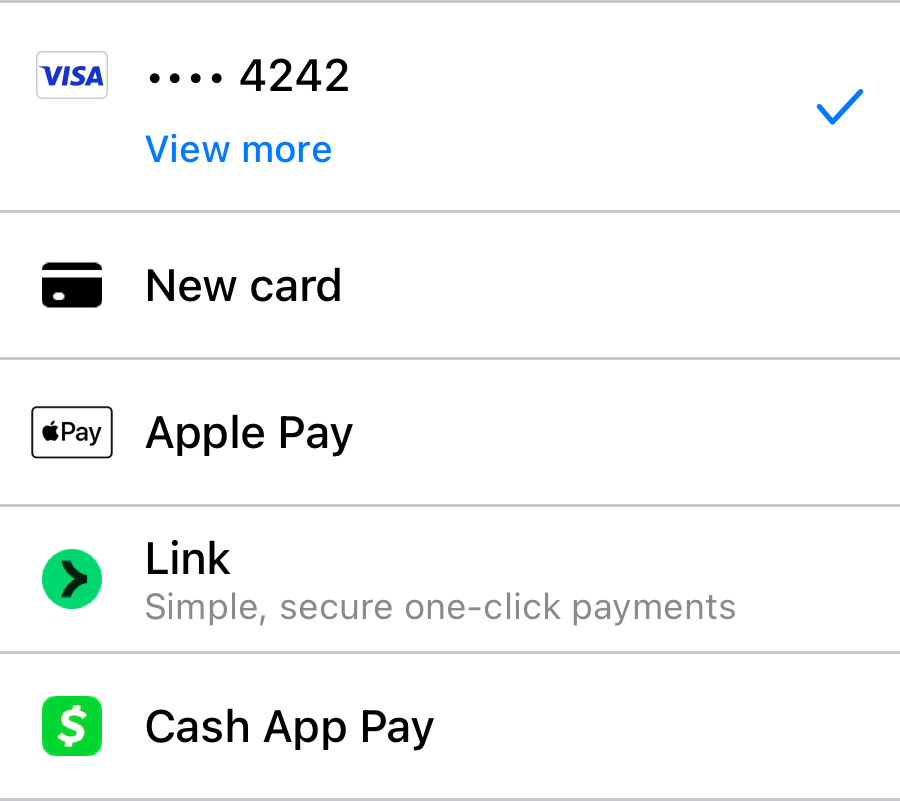 VISA •••• 4242
View more
New card
Pay Apple Pay
Link
Simple, secure one-click payments
$ Cash App Pay